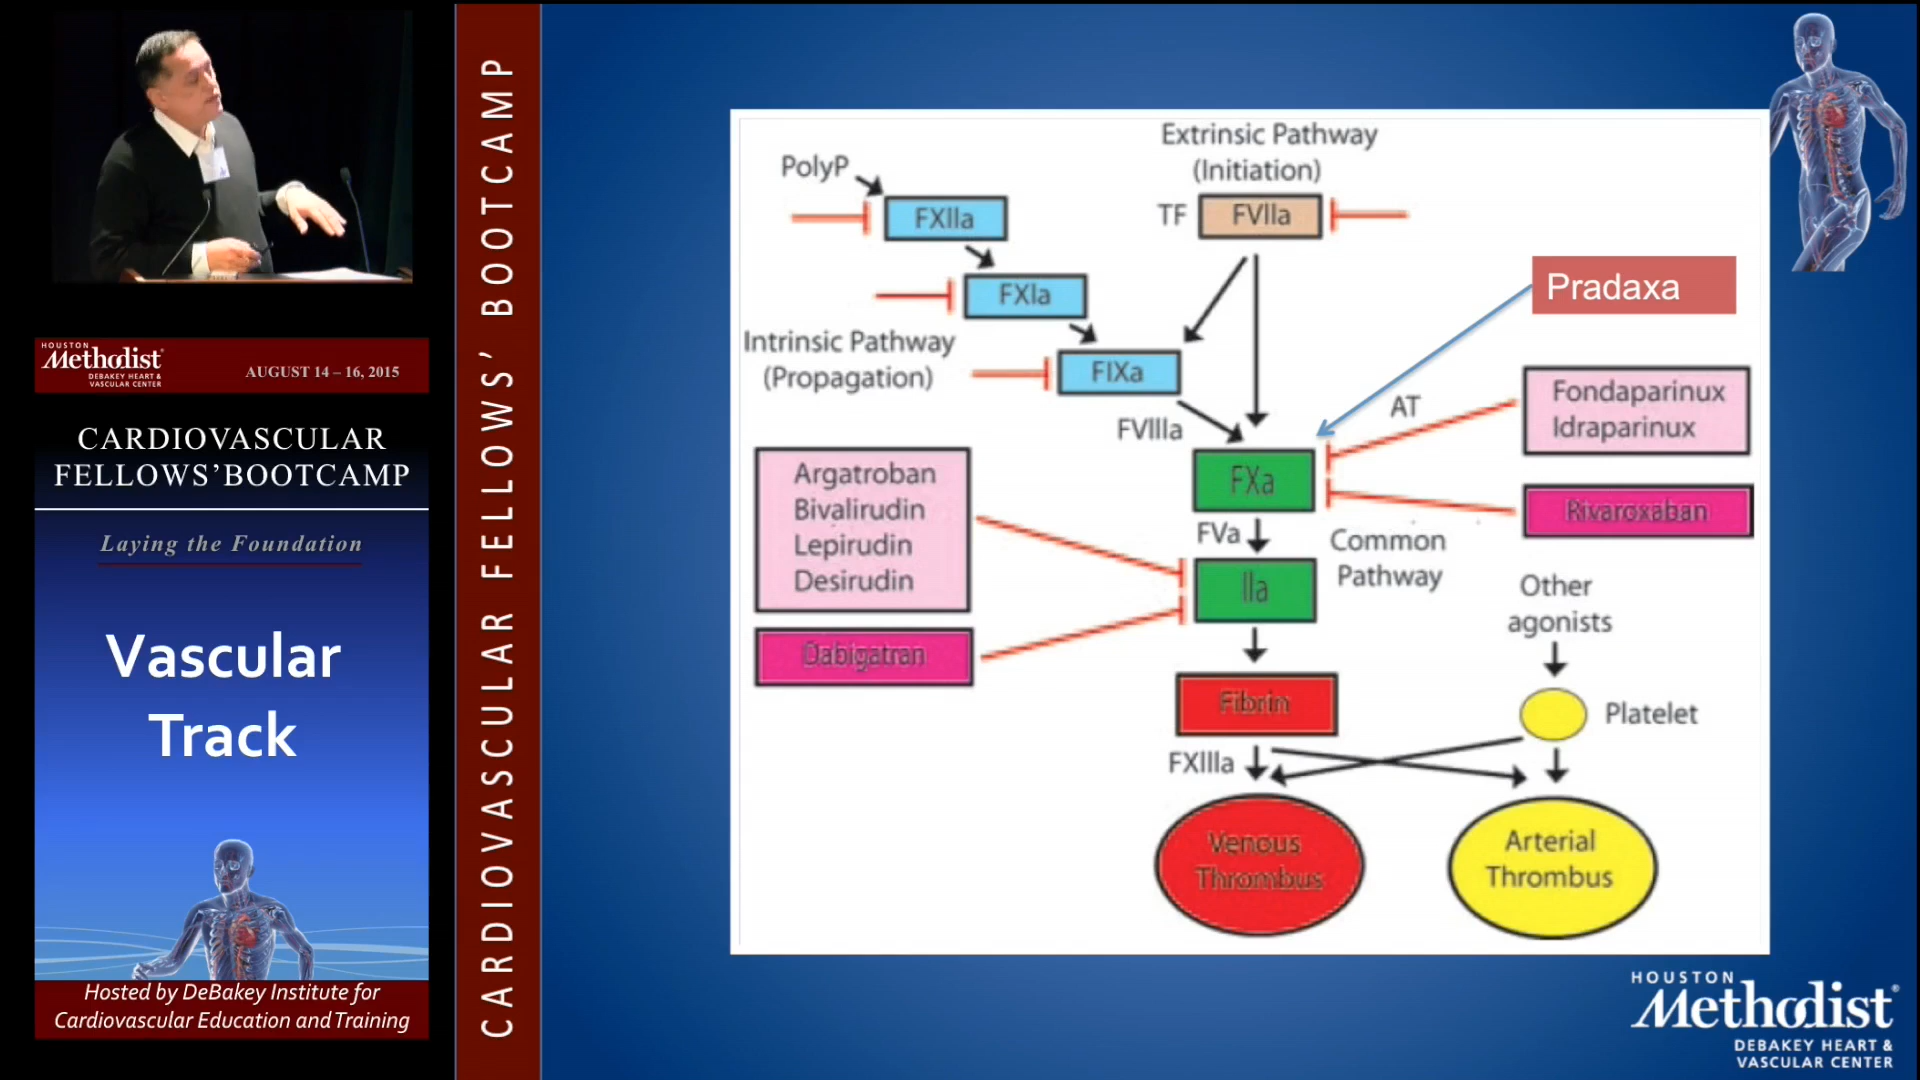 HOUSTON
Methodist
DEBAKEY HEART &
VASCULAR CENTER
AUGUST 14 – 16, 2015
CARDIOVASCULAR
FELLOWS’BOOTCAMP
Laying the Foundation
Vascular
Track
Hosted by DeBakey Institute for
Cardiovascular Education and Training
CARDIOVASCULAR FELLOWS’ BOOTCAMP
PolyP
Extrinsic Pathway
(Initiation)
FXIIa
TF
FVIIa
FXIa
Pradaxa
Intrinsic Pathway
(Propagation)
FIXa
FVIIIa
AT
Fondaparinux
Idraparinux
FXa
Rivaroxaban
Argatroban
Bivalirudin
Lepirudin
Desirudin
FVa
Common
Pathway
IIa
Dabigatran
Other
agonists
Fibrin
Platelet
FXIIIa
Venous
Thrombus
Arterial
Thrombus
HOUSTON
Methodist®
DEBAKEY HEART &
VASCULAR CENTER